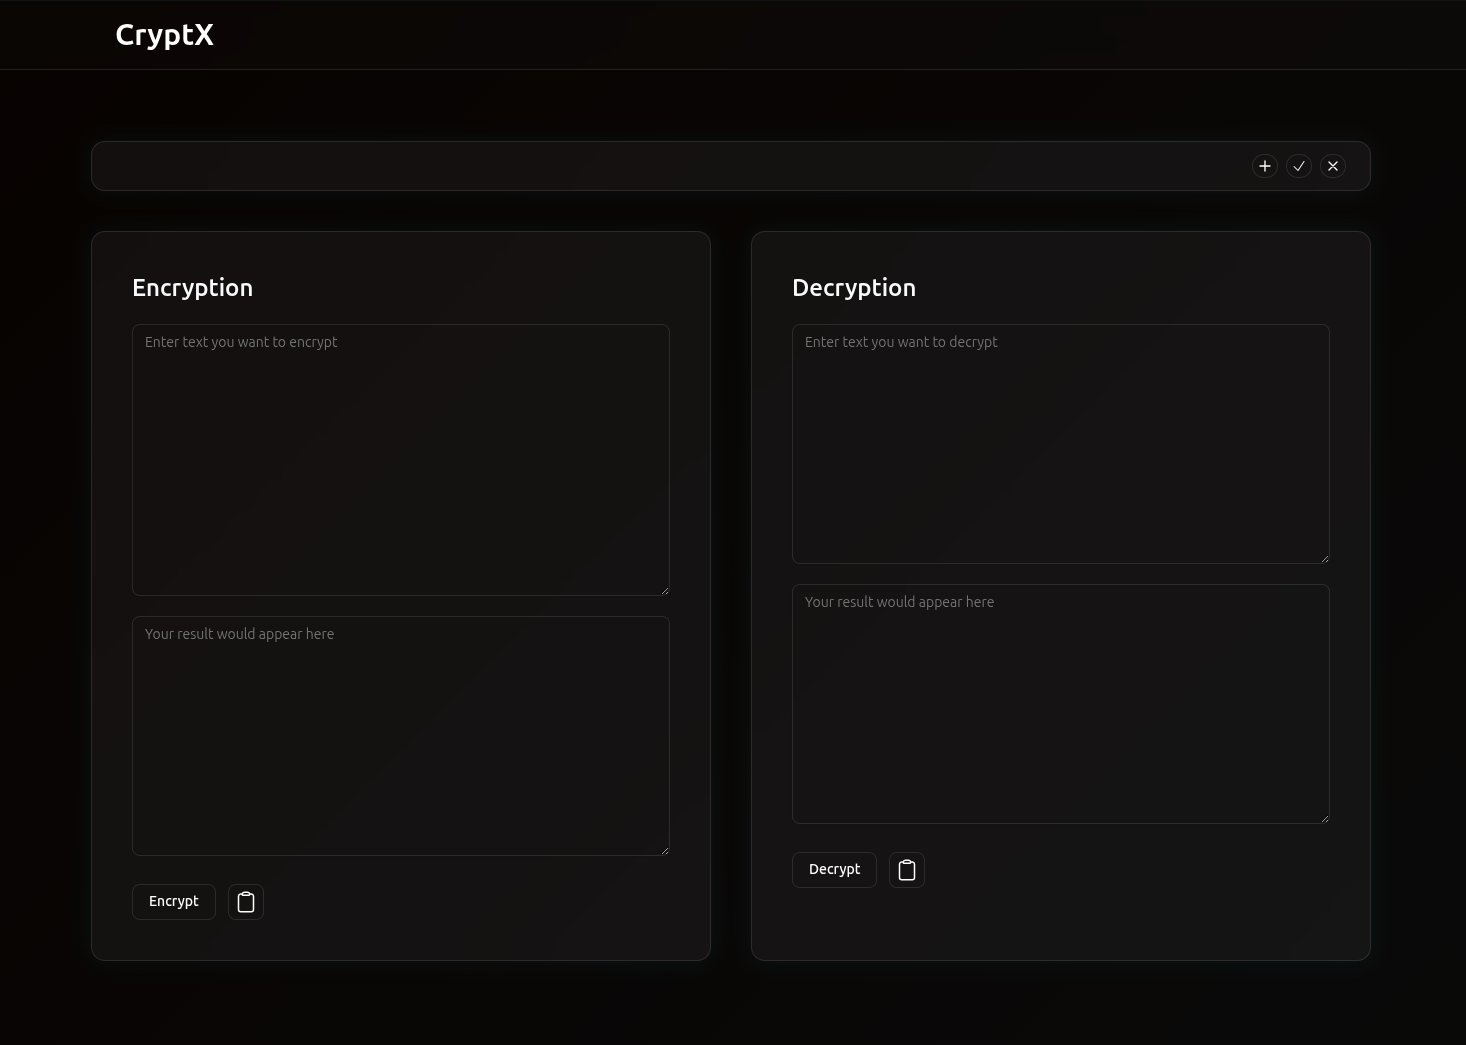 CryptX
Encryption
Enter text you want to encrypt
Your result would appear here
Encrypt
Decryption
Enter text you want to decrypt
Your result would appear here
Decrypt